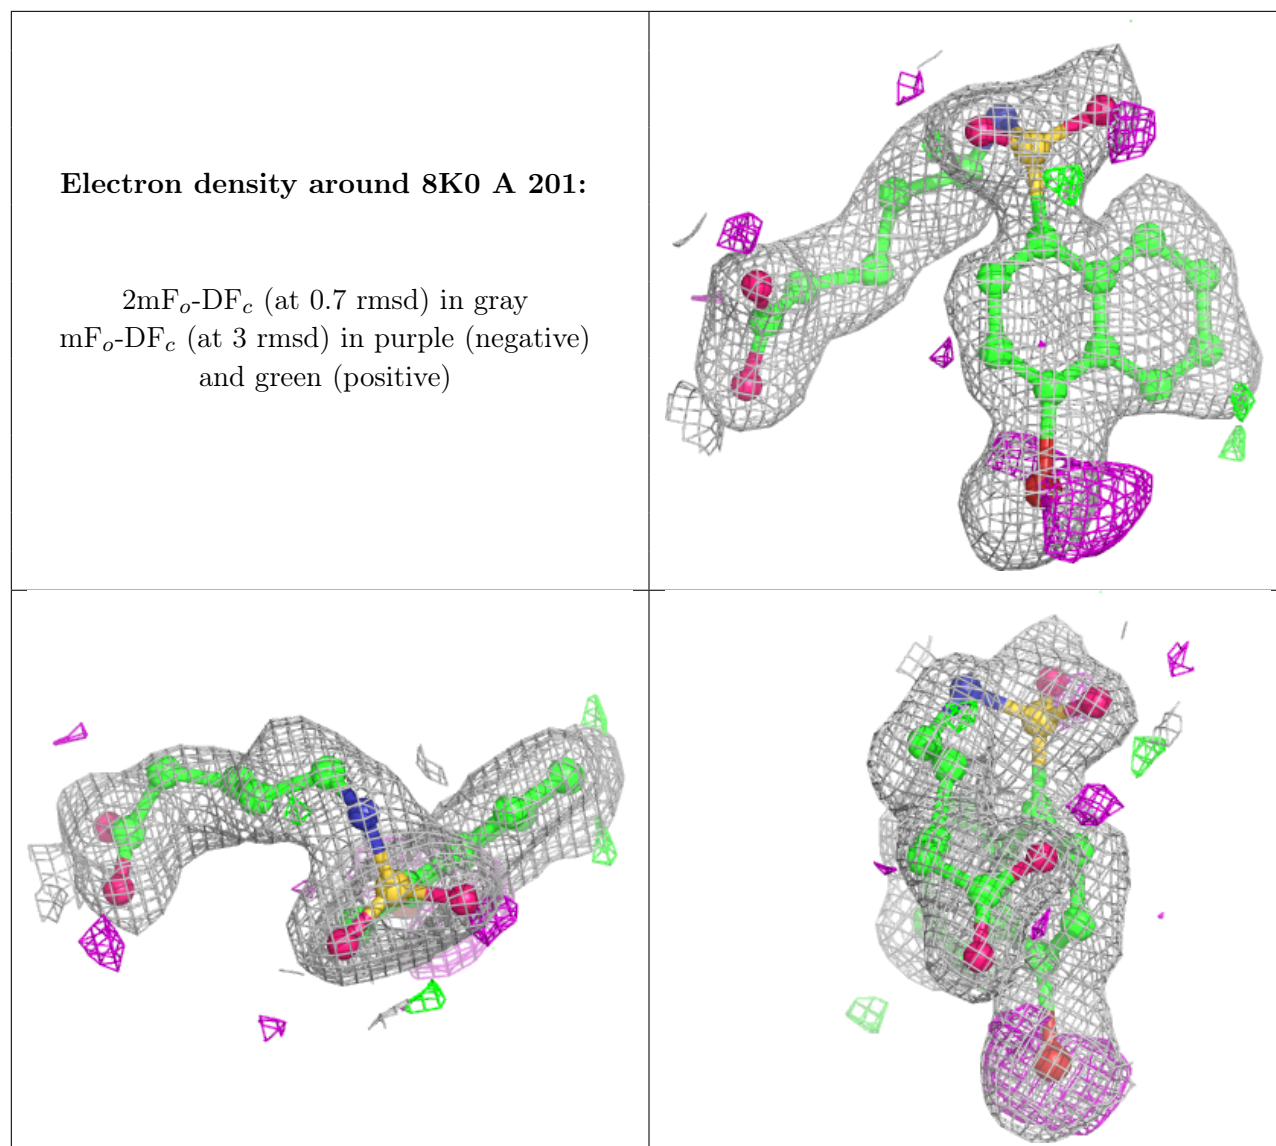 Electron density around 8K0 A 201:
2mFₒ-DF𝒸 (at 0.7 rmsd) in gray
mFₒ-DF𝒸 (at 3 rmsd) in purple (negative)
and green (positive)